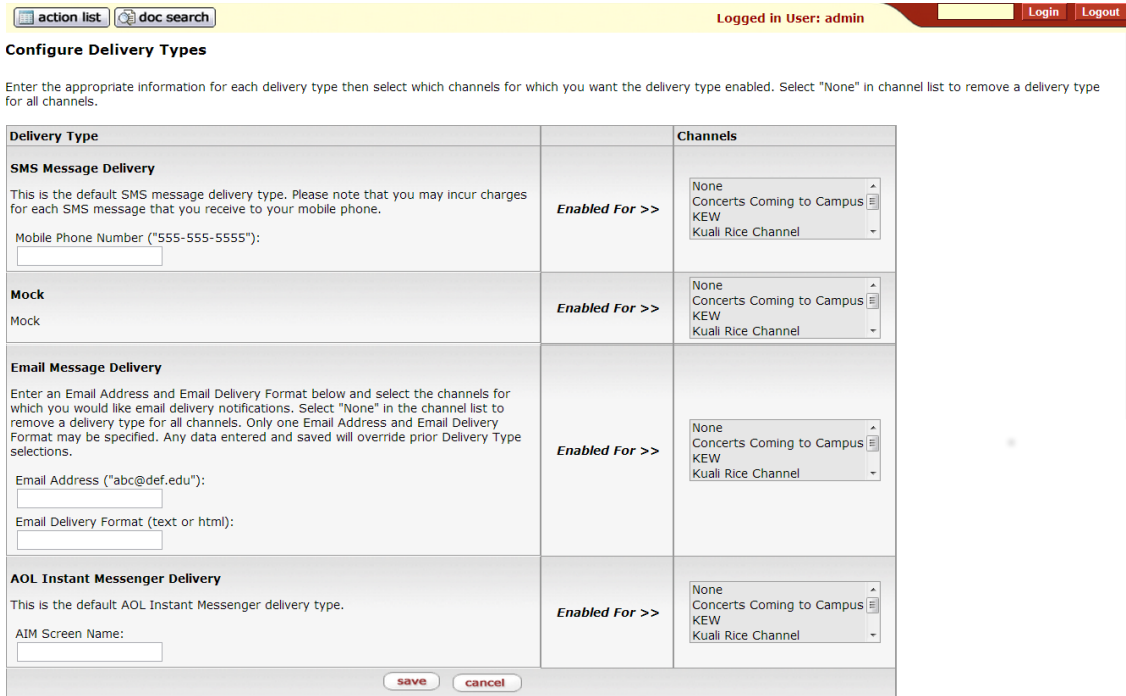 action list doc search Logged in User: admin Login Logout
Configure Delivery Types
Enter the appropriate information for each delivery type then select which channels for which you want the delivery type enabled. Select "None" in channel list to remove a delivery type
for all channels.
Delivery Type Channels
SMS Message Delivery
This is the default SMS message delivery type. Please note that you may incur charges
for each SMS message that you receive to your mobile phone.
Mobile Phone Number ("555-555-5555"):
Enabled For >>
None
Concerts Coming to Campus
KEW
Kuali Rice Channel
Mock
Mock
Enabled For >>
None
Concerts Coming to Campus
KEW
Kuali Rice Channel
Email Message Delivery
Enter an Email Address and Email Delivery Format below and select the channels for
which you would like email delivery notifications. Select "None" in the channel list to
remove a delivery type for all channels. Only one Email Address and Email Delivery
Format may be specified. Any data entered and saved will override prior Delivery Type
selections.
Email Address ("abc@def.edu"):
Email Delivery Format (text or html):
Enabled For >>
None
Concerts Coming to Campus
KEW
Kuali Rice Channel
AOL Instant Messenger Delivery
This is the default AOL Instant Messenger delivery type.
AIM Screen Name:
Enabled For >>
None
Concerts Coming to Campus
KEW
Kuali Rice Channel
save cancel